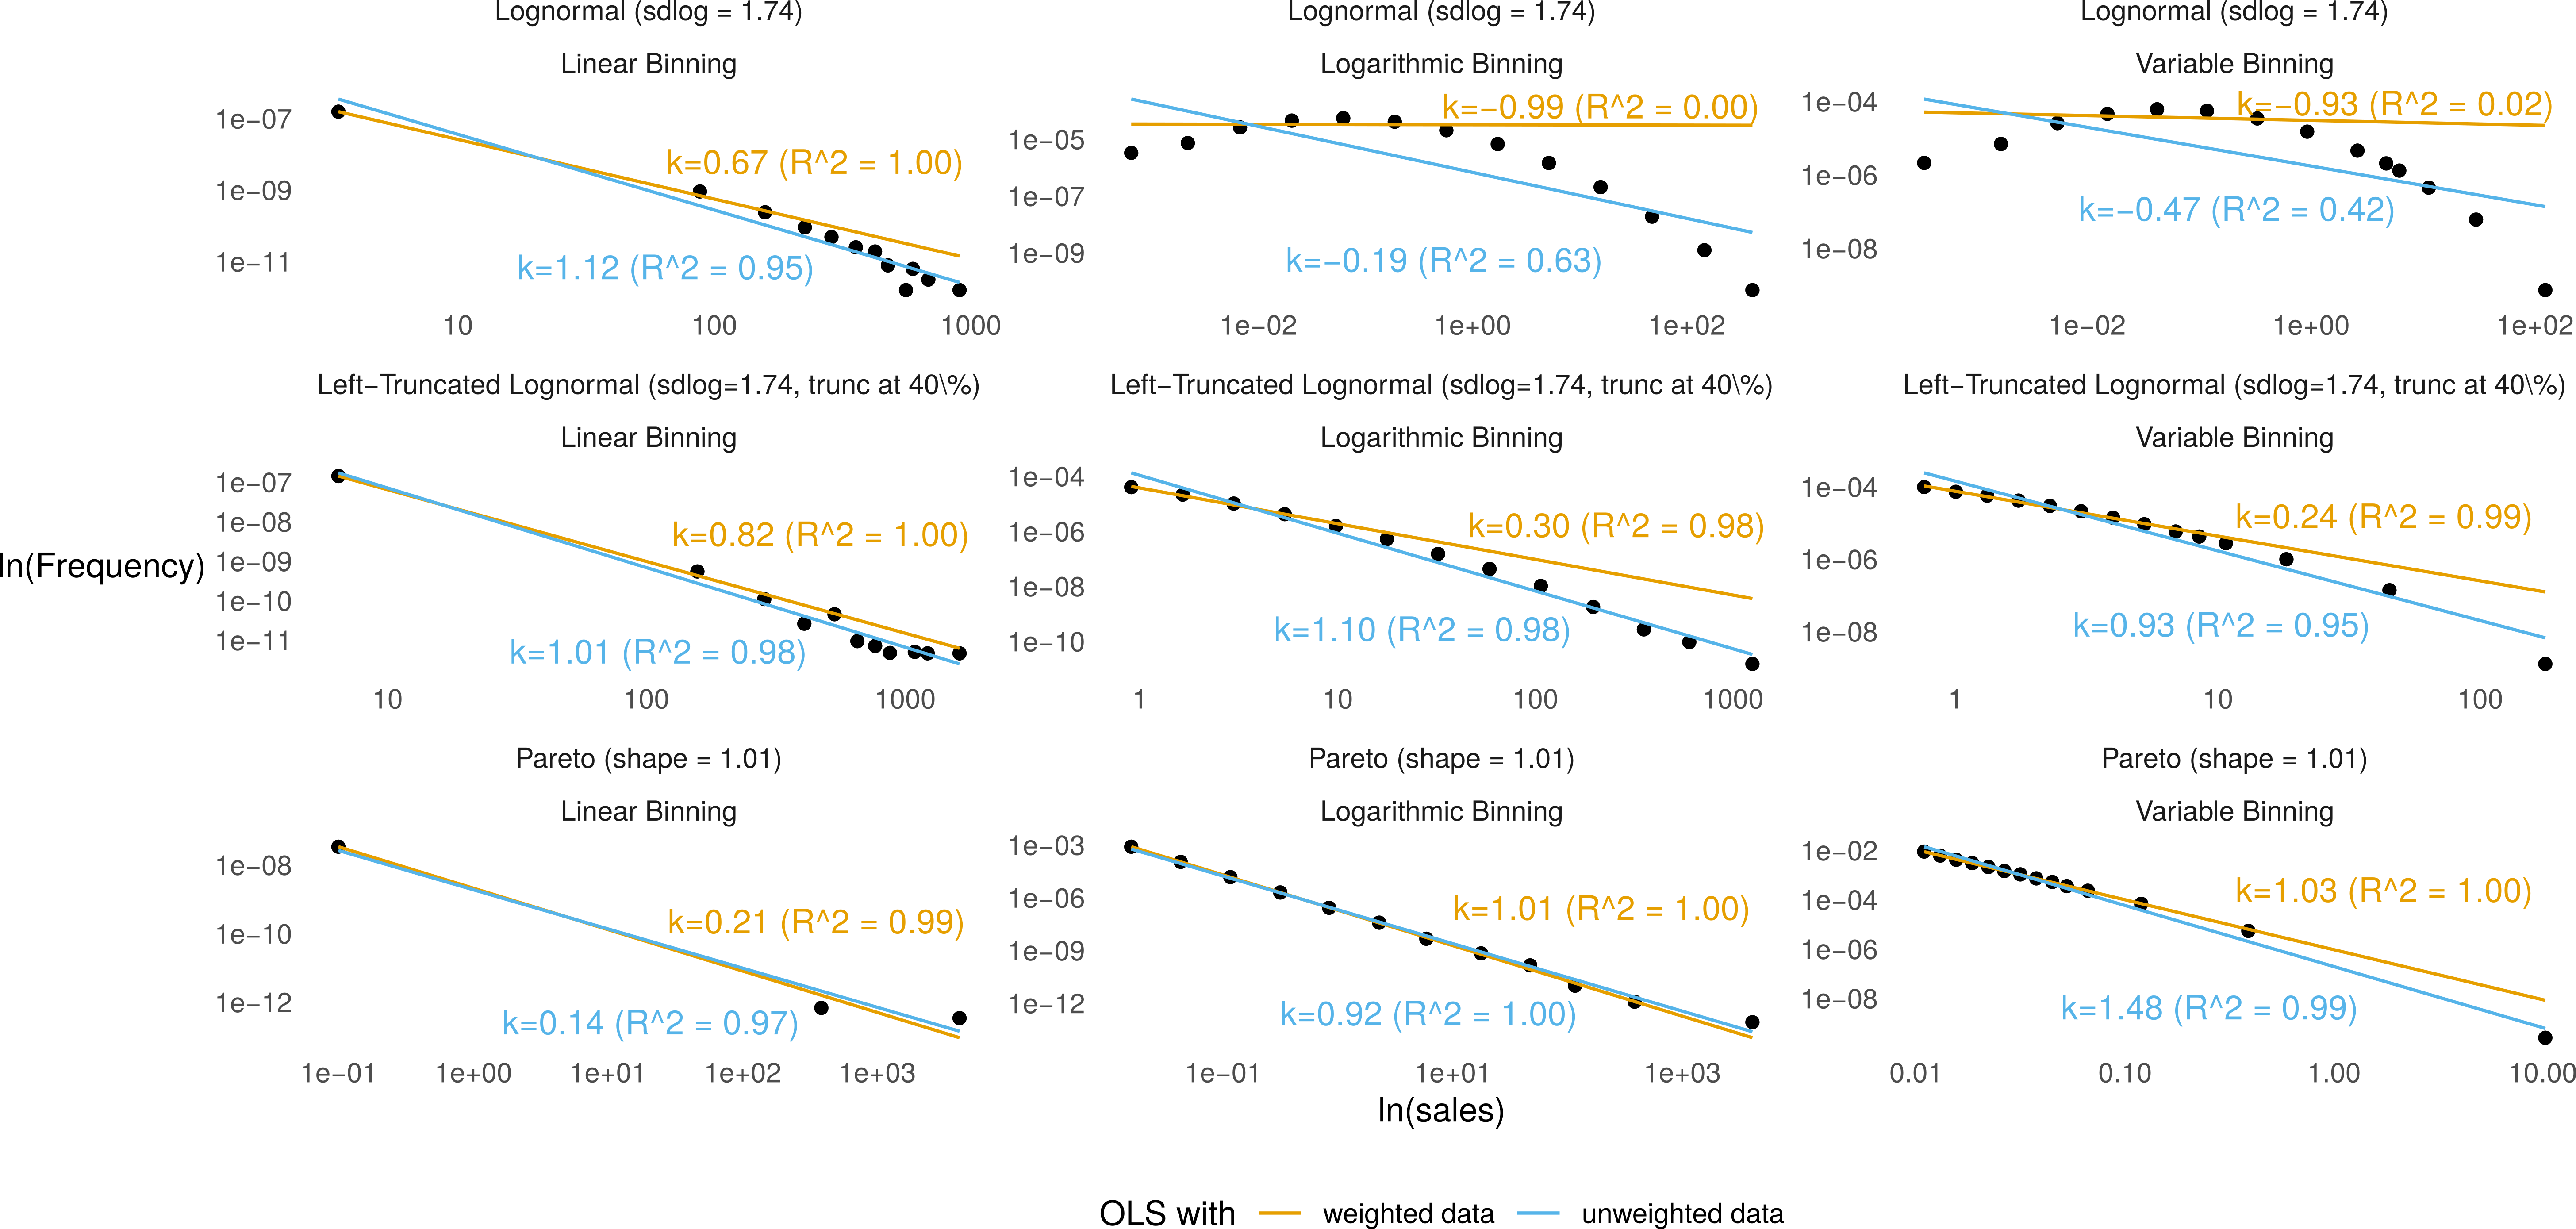 Lognormal (sdlog = 1.74)
Linear Binning
1e−07
1e−09
1e−11
k=0.67 (R^2 = 1.00)
k=1.12 (R^2 = 0.95)
10 100 1000
Lognormal (sdlog = 1.74)
Logarithmic Binning
1e−05
1e−07
1e−09
k=−0.99 (R^2 = 0.00)
k=−0.19 (R^2 = 0.63)
1e−02 1e+00 1e+02
Lognormal (sdlog = 1.74)
Variable Binning
1e−04
1e−06
1e−08
k=−0.93 (R^2 = 0.02)
k=−0.47 (R^2 = 0.42)
1e−02 1e+00 1e+02
ln(Frequency)
Left−Truncated Lognormal (sdlog=1.74, trunc at 40\%)
Linear Binning
1e−07
1e−08
1e−09
1e−10
1e−11
k=0.82 (R^2 = 1.00)
k=1.01 (R^2 = 0.98)
10 100 1000
Left−Truncated Lognormal (sdlog=1.74, trunc at 40\%)
Logarithmic Binning
1e−04
1e−06
1e−08
1e−10
k=0.30 (R^2 = 0.98)
k=1.10 (R^2 = 0.98)
1 10 100 1000
Left−Truncated Lognormal (sdlog=1.74, trunc at 40\%)
Variable Binning
1e−04
1e−06
1e−08
k=0.24 (R^2 = 0.99)
k=0.93 (R^2 = 0.95)
1 10 100
Pareto (shape = 1.01)
Linear Binning
1e−08
1e−10
1e−12
k=0.21 (R^2 = 0.99)
k=0.14 (R^2 = 0.97)
1e−01 1e+00 1e+01 1e+02 1e+03
Pareto (shape = 1.01)
Logarithmic Binning
1e−03
1e−06
1e−09
1e−12
k=1.01 (R^2 = 1.00)
k=0.92 (R^2 = 1.00)
1e−01 1e+01 1e+03
Pareto (shape = 1.01)
Variable Binning
1e−02
1e−04
1e−06
1e−08
k=1.03 (R^2 = 1.00)
k=1.48 (R^2 = 0.99)
0.01 0.10 1.00 10.00
ln(sales)
OLS with weighted data unweighted data